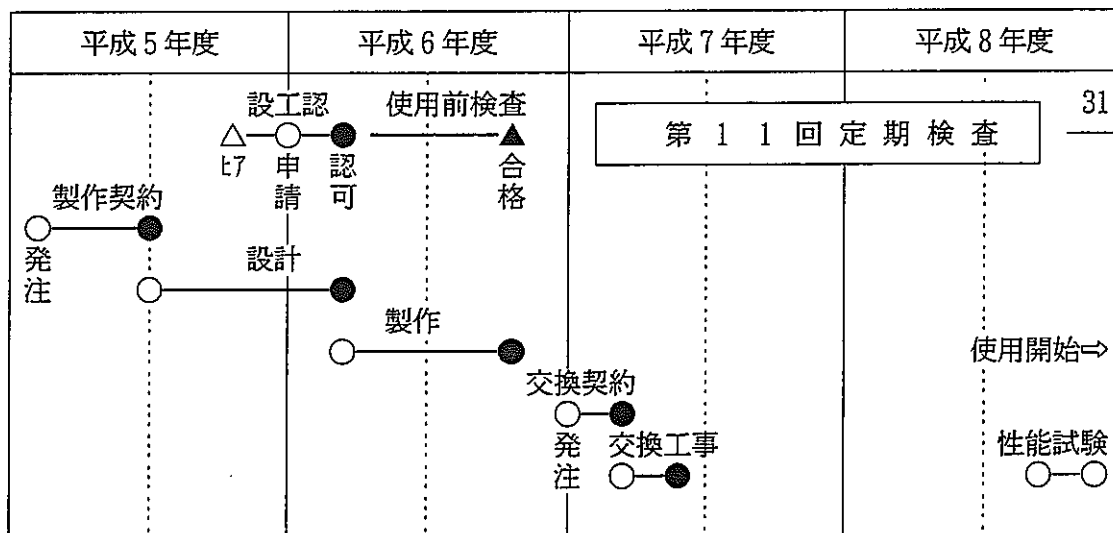 平成5年度 平成6年度 平成7年度 平成8年度
設工認 使用前検査 第11回定期検査 31
ヒア 申請 認可 合格
製作契約
発注
設計
製作
使用開始⇒
交換契約
発注 交換工事 性能試験